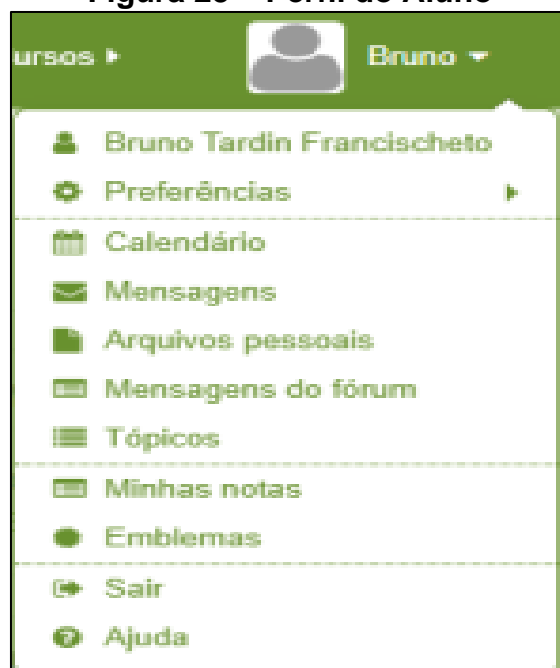 ursos
Bruno
Bruno Tardin Francischeto
Preferências
Calendário
Mensagens
Arquivos pessoais
Mensagens do fórum
Tópicos
Minhas notas
Emblemas
Sair
Ajuda